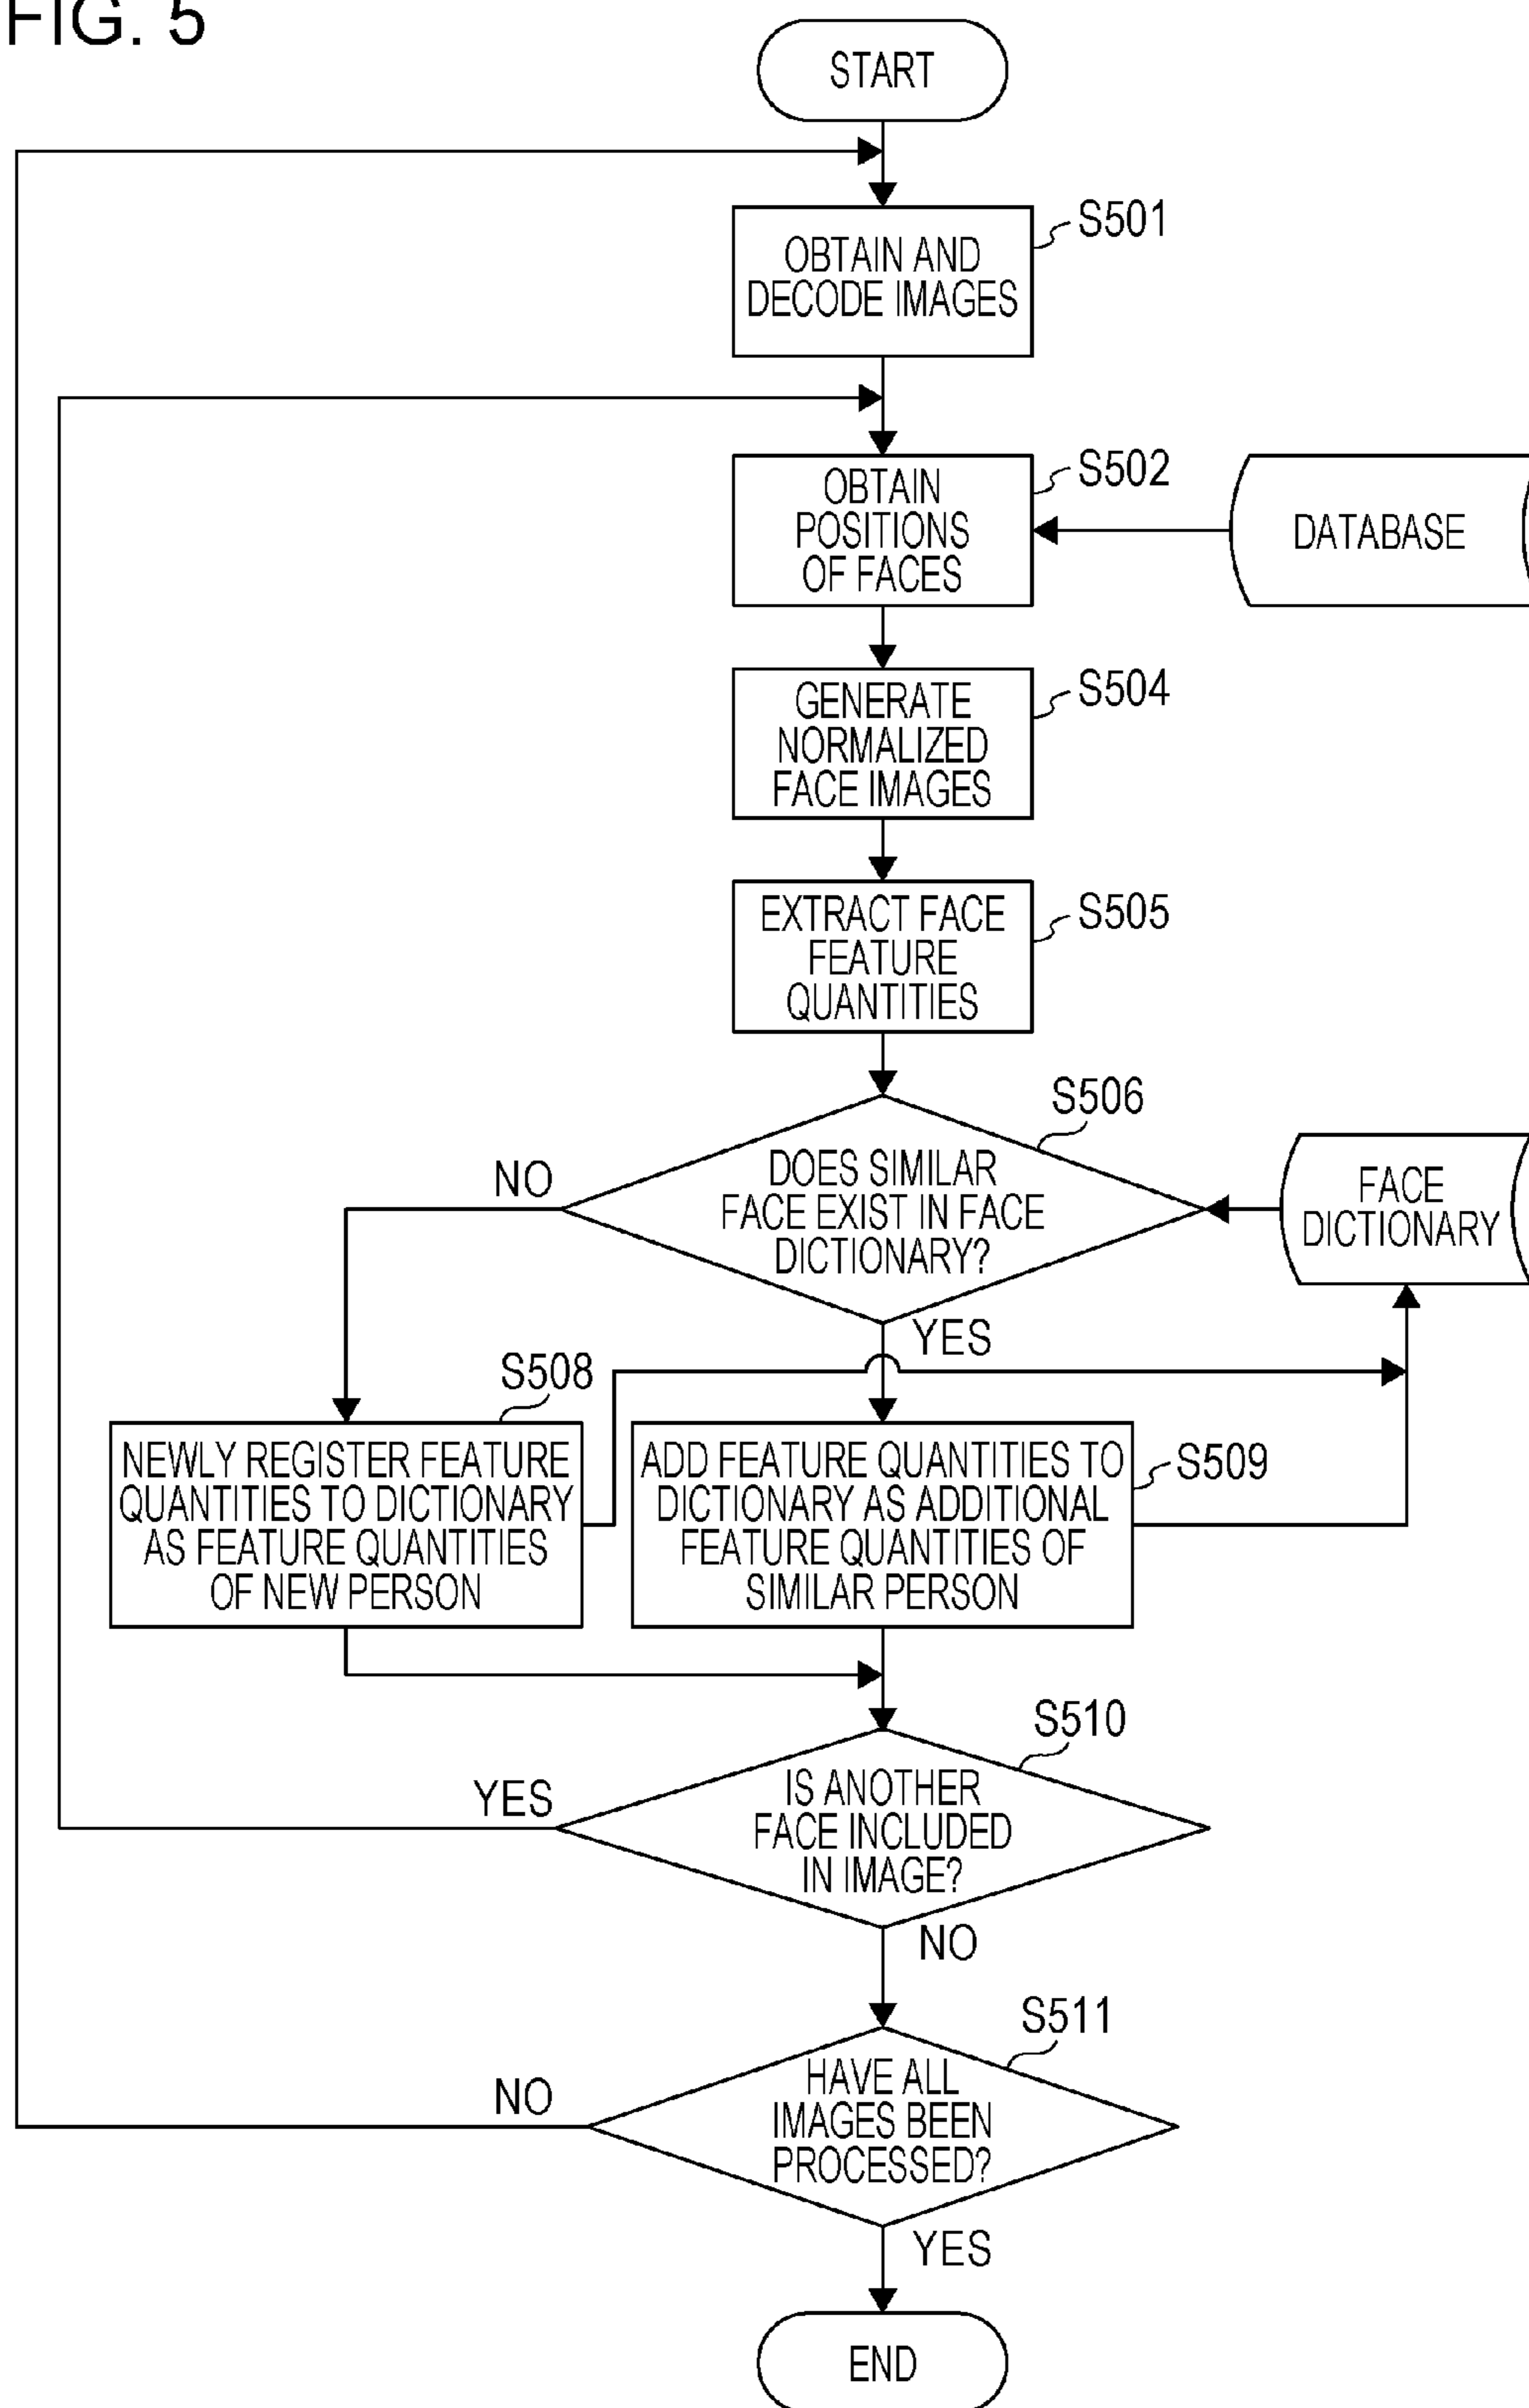 FIG. 5
START
S501
OBTAIN AND
DECODE IMAGES
S502
OBTAIN
POSITIONS
OF FACES
DATABASE
S504
GENERATE
NORMALIZED
FACE IMAGES
S505
EXTRACT FACE
FEATURE
QUANTITIES
S506
DOES SIMILAR
FACE EXIST IN FACE
DICTIONARY?
NO
FACE
DICTIONARY
YES
S508
NEWLY REGISTER FEATURE
QUANTITIES TO DICTIONARY
AS FEATURE QUANTITIES
OF NEW PERSON
S509
ADD FEATURE QUANTITIES TO
DICTIONARY AS ADDITIONAL
FEATURE QUANTITIES OF
SIMILAR PERSON
S510
IS ANOTHER
FACE INCLUDED
IN IMAGE?
YES
NO
S511
HAVE ALL
IMAGES BEEN
PROCESSED?
NO
YES
END